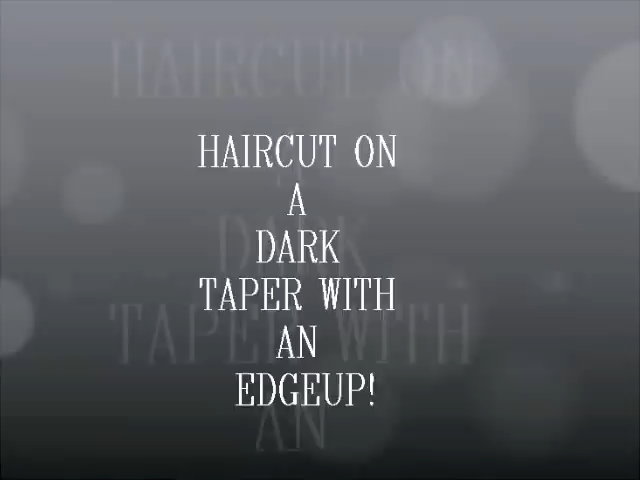 HAIRCUT ON
A
DARK
TAPER WITH
AN
EDGEUP!